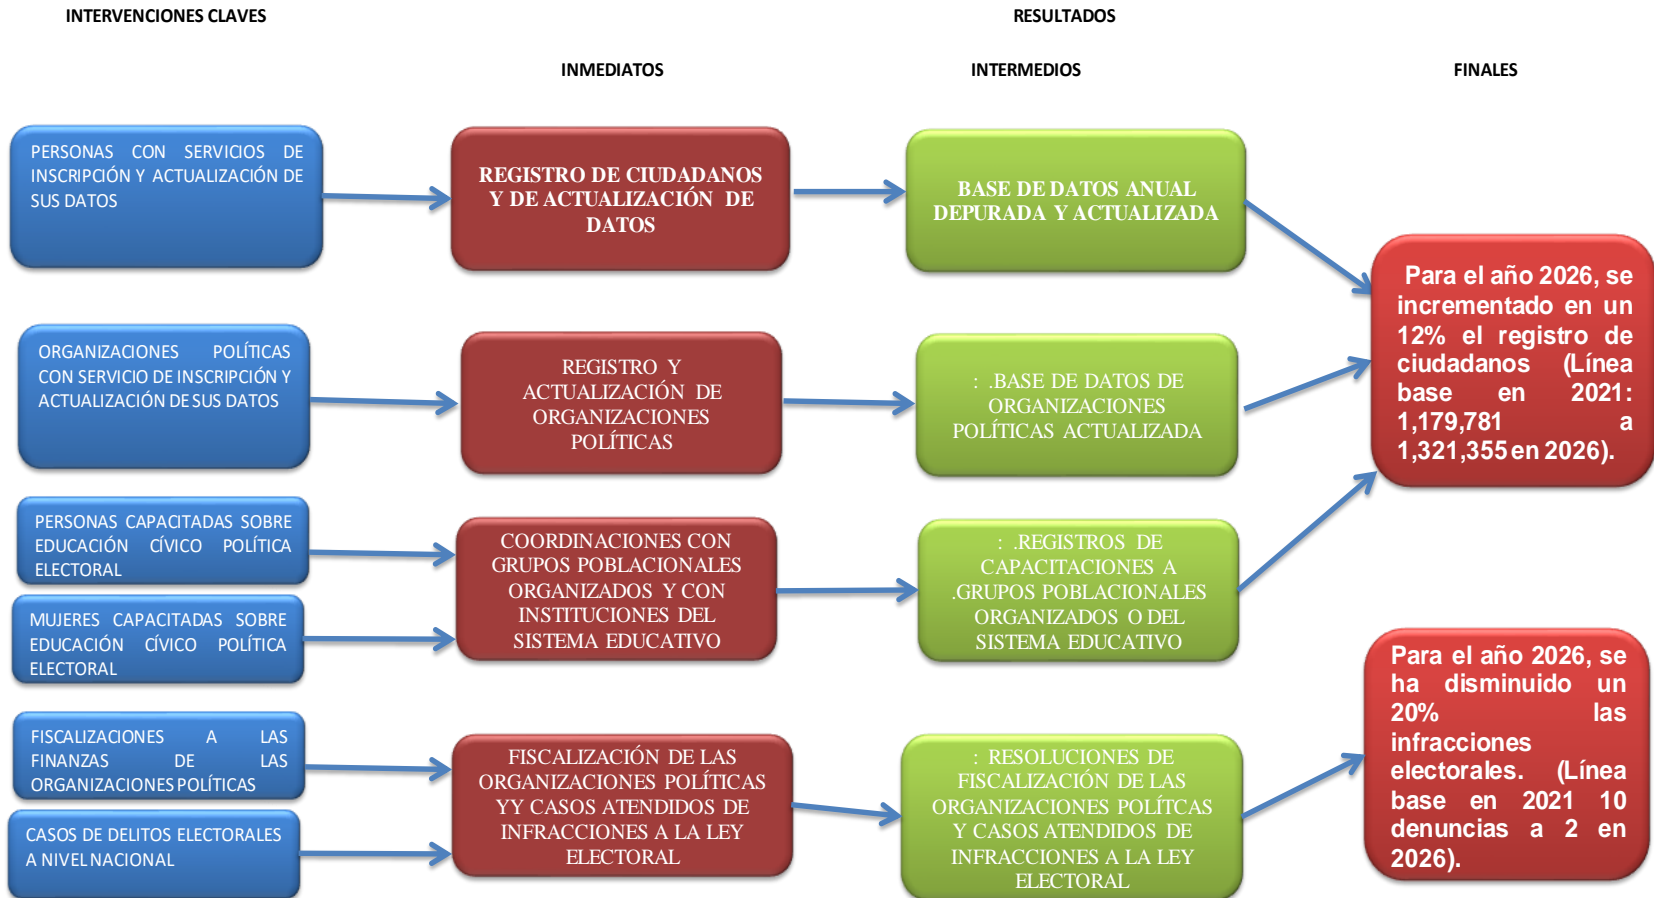 INTERVENCIONES CLAVES
RESULTADOS
INMEDIATOS
INTERMEDIOS
FINALES
PERSONAS CON SERVICIOS DE
INSCRIPCIÓN Y ACTUALIZACIÓN DE
SUS DATOS
REGISTRO DE CIUDADANOS
Y DE ACTUALIZACIÓN DE
DATOS
BASE DE DATOS ANUAL
DEPURADA Y ACTUALIZADA
Para el año 2026, se
incrementado en un
12% el registro de
ciudadanos (Línea
base en 2021:
1,179,781 a
1,321,355 en 2026).
ORGANIZACIONES POLÍTICAS
CON SERVICIO DE INSCRIPCIÓN Y
ACTUALIZACIÓN DE SUS DATOS
REGISTRO Y
ACTUALIZACIÓN DE
ORGANIZACIONES
POLÍTICAS
: .BASE DE DATOS DE
ORGANIZACIONES
POLÍTICAS ACTUALIZADA
PERSONAS CAPACITADAS SOBRE
EDUCACIÓN CÍVICO POLÍTICA
ELECTORAL
MUJERES CAPACITADAS SOBRE
EDUCACIÓN CÍVICO POLÍTICA
ELECTORAL
COORDINACIONES CON
GRUPOS POBLACIONALES
ORGANIZADOS Y CON
INSTITUCIONES DEL
SISTEMA EDUCATIVO
: .REGISTROS DE
CAPACITACIONES A
.GRUPOS POBLACIONALES
ORGANIZADOS O DEL
SISTEMA EDUCATIVO
FISCALIZACIONES A LAS
FINANZAS DE LAS
ORGANIZACIONES POLÍTICAS
CASOS DE DELITOS ELECTORALES
A NIVEL NACIONAL
FISCALIZACIÓN DE LAS
ORGANIZACIONES POLÍTICAS
YY CASOS ATENDIDOS DE
INFRACCIONES A LA LEY
ELECTORAL
: RESOLUCIONES DE
FISCALIZACIÓN DE LAS
ORGANIZACIONES POLÍTCAS
Y CASOS ATENDIDOS DE
INFRACCIONES A LA LEY
ELECTORAL
Para el año 2026, se
ha disminuido un
20% las
infracciones
electorales. (Línea
base en 2021 10
denuncias a 2 en
2026).